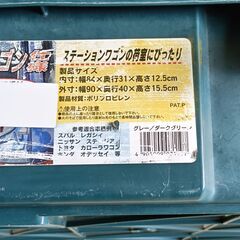 ゴン
ステーションワゴンの荷室にぴったり
製品サイズ
内寸:幅84×奥行31×高さ12.5cm
外寸:幅90×奥行40×高さ15.5cm
製品材質:ポリプロピレン
PAT.P
使用上の注意
グレー/ダークグリー
参考適合車種
スバル レガシィ
ニッサン ステージア
トヨタ カローラワゴン
ホンダ オデッセイ、等